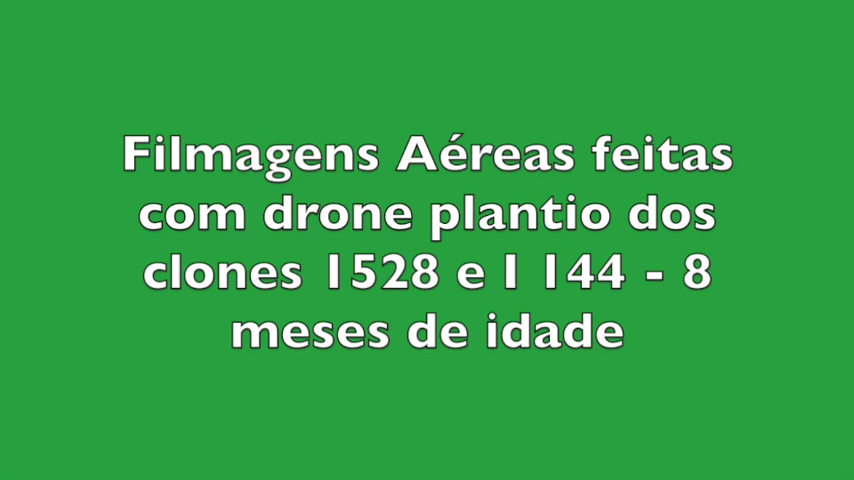 Filmagens Aéreas feitas
com drone plantio dos
clones 1528 e I 144 - 8
meses de idade